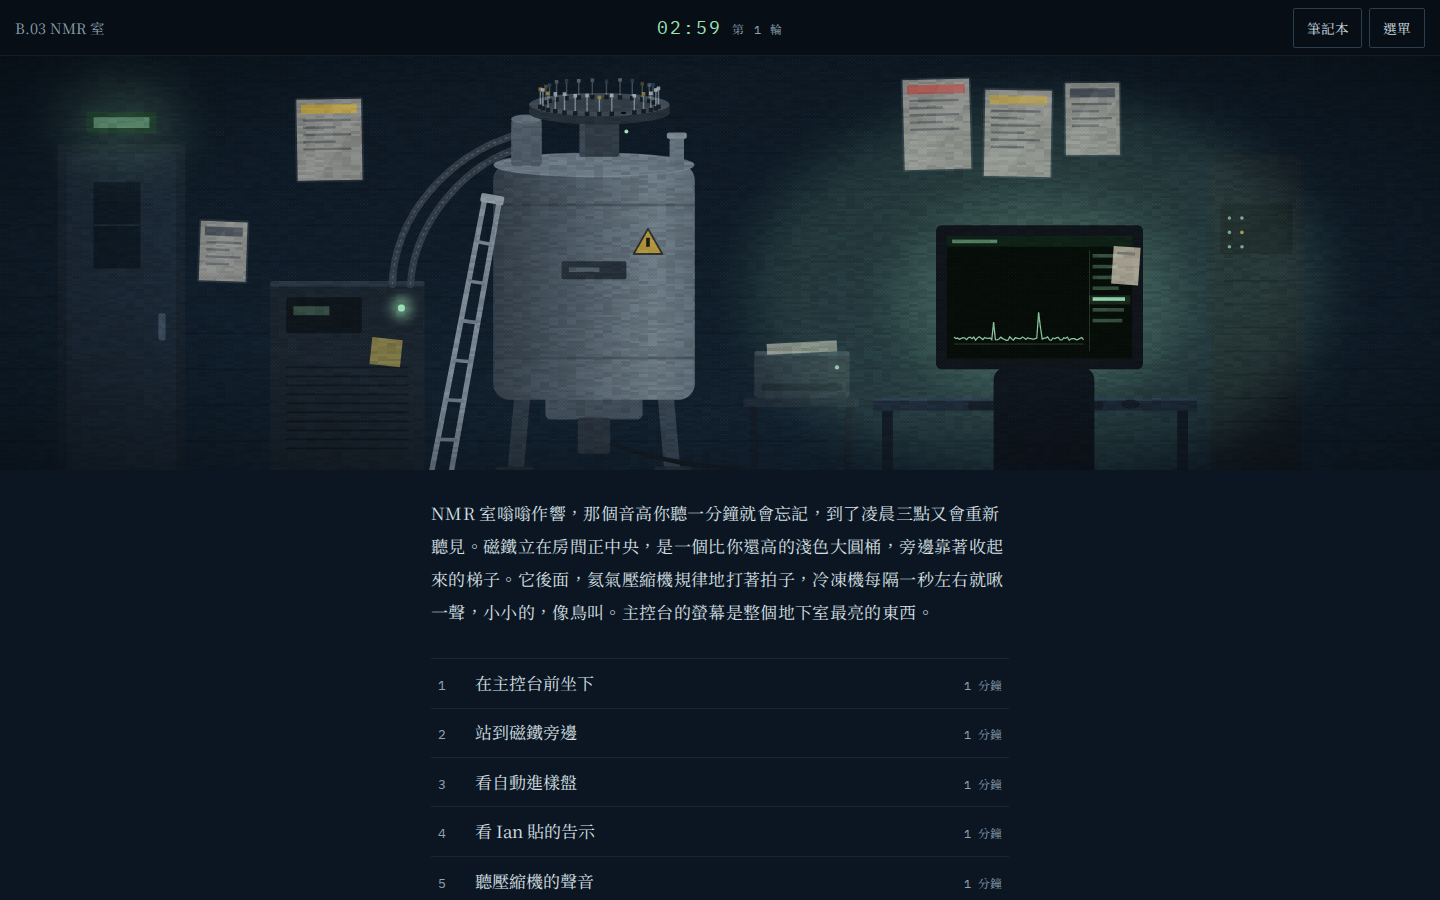 B.03 NMR 室
02:59 第 1 輪
筆記本
選單
NMR 室嗡嗡作響，那個音高你聽一分鐘就會忘記，到了凌晨三點又會重新
聽見。磁鐵立在房間正中央，是一個比你還高的淺色大圓桶，旁邊靠著收起
來的梯子。它後面，氦氣壓縮機規律地打著拍子，冷凍機每隔一秒左右就啾
一聲，小小的，像鳥叫。主控台的螢幕是整個地下室最亮的東西。
1 在主控台前坐下 1 分鐘
2 站到磁鐵旁邊 1 分鐘
3 看自動進樣盤 1 分鐘
4 看 Ian 貼的告示 1 分鐘
5 聽壓縮機的聲音 1 分鐘